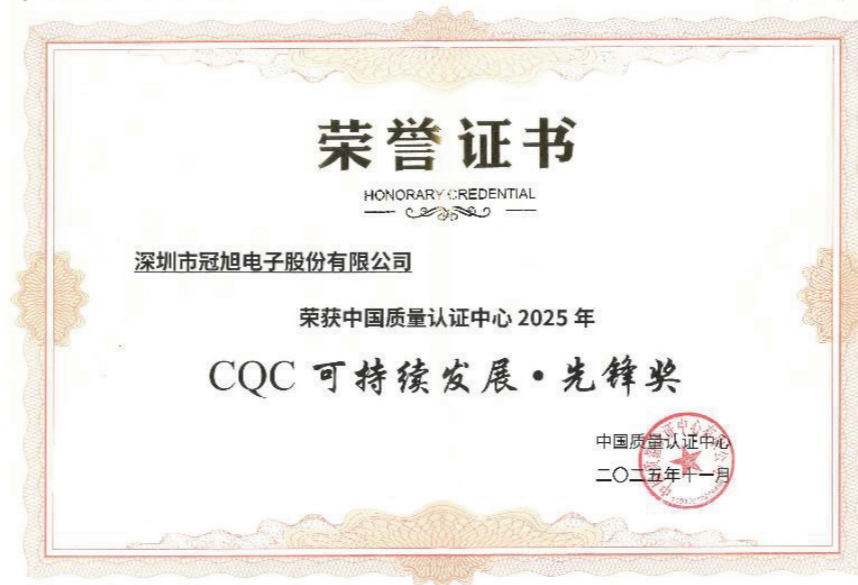 荣誉证书
HONORARY CREDENTIAL
深圳市冠旭电子股份有限公司
荣获中国质量认证中心 2025 年
CQC 可持续发展·先锋奖
中国质量认证中心
二〇二五年十一月